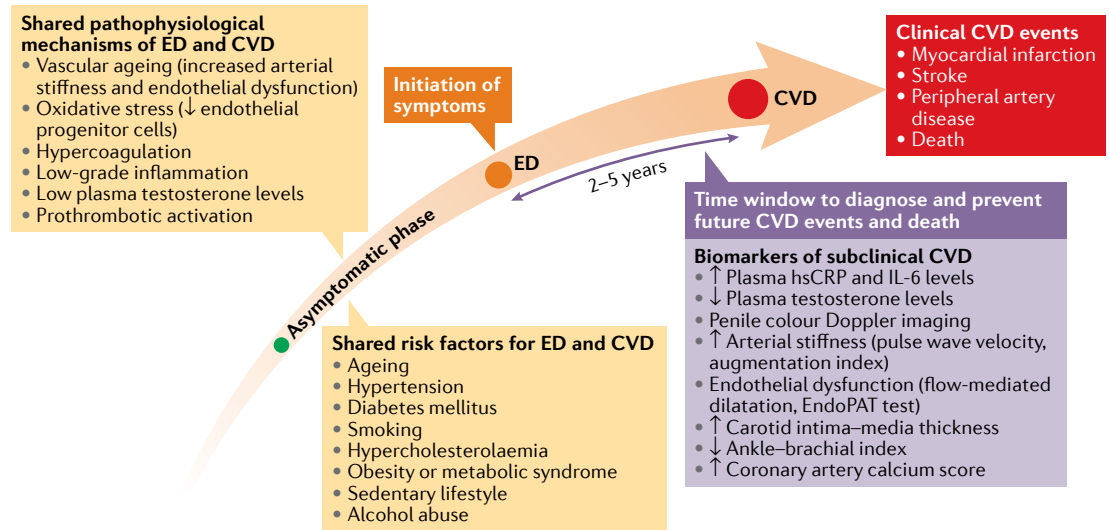 Shared pathophysiological
mechanisms of ED and CVD
• Vascular ageing (increased arterial
stiffness and endothelial dysfunction)
• Oxidative stress (↓ endothelial
progenitor cells)
• Hypercoagulation
• Low-grade inflammation
• Low plasma testosterone levels
• Prothrombotic activation
Initiation of
symptoms
Clinical CVD events
• Myocardial infarction
• Stroke
• Peripheral artery
disease
• Death
CVD
ED
2–5 years
Asymptomatic phase
Time window to diagnose and prevent
future CVD events and death
Biomarkers of subclinical CVD
• ↑ Plasma hsCRP and IL-6 levels
• ↓ Plasma testosterone levels
• Penile colour Doppler imaging
• ↑ Arterial stiffness (pulse wave velocity,
augmentation index)
• Endothelial dysfunction (flow-mediated
dilatation, EndoPAT test)
• ↑ Carotid intima–media thickness
• ↓ Ankle–brachial index
• ↑ Coronary artery calcium score
Shared risk factors for ED and CVD
• Ageing
• Hypertension
• Diabetes mellitus
• Smoking
• Hypercholesterolaemia
• Obesity or metabolic syndrome
• Sedentary lifestyle
• Alcohol abuse